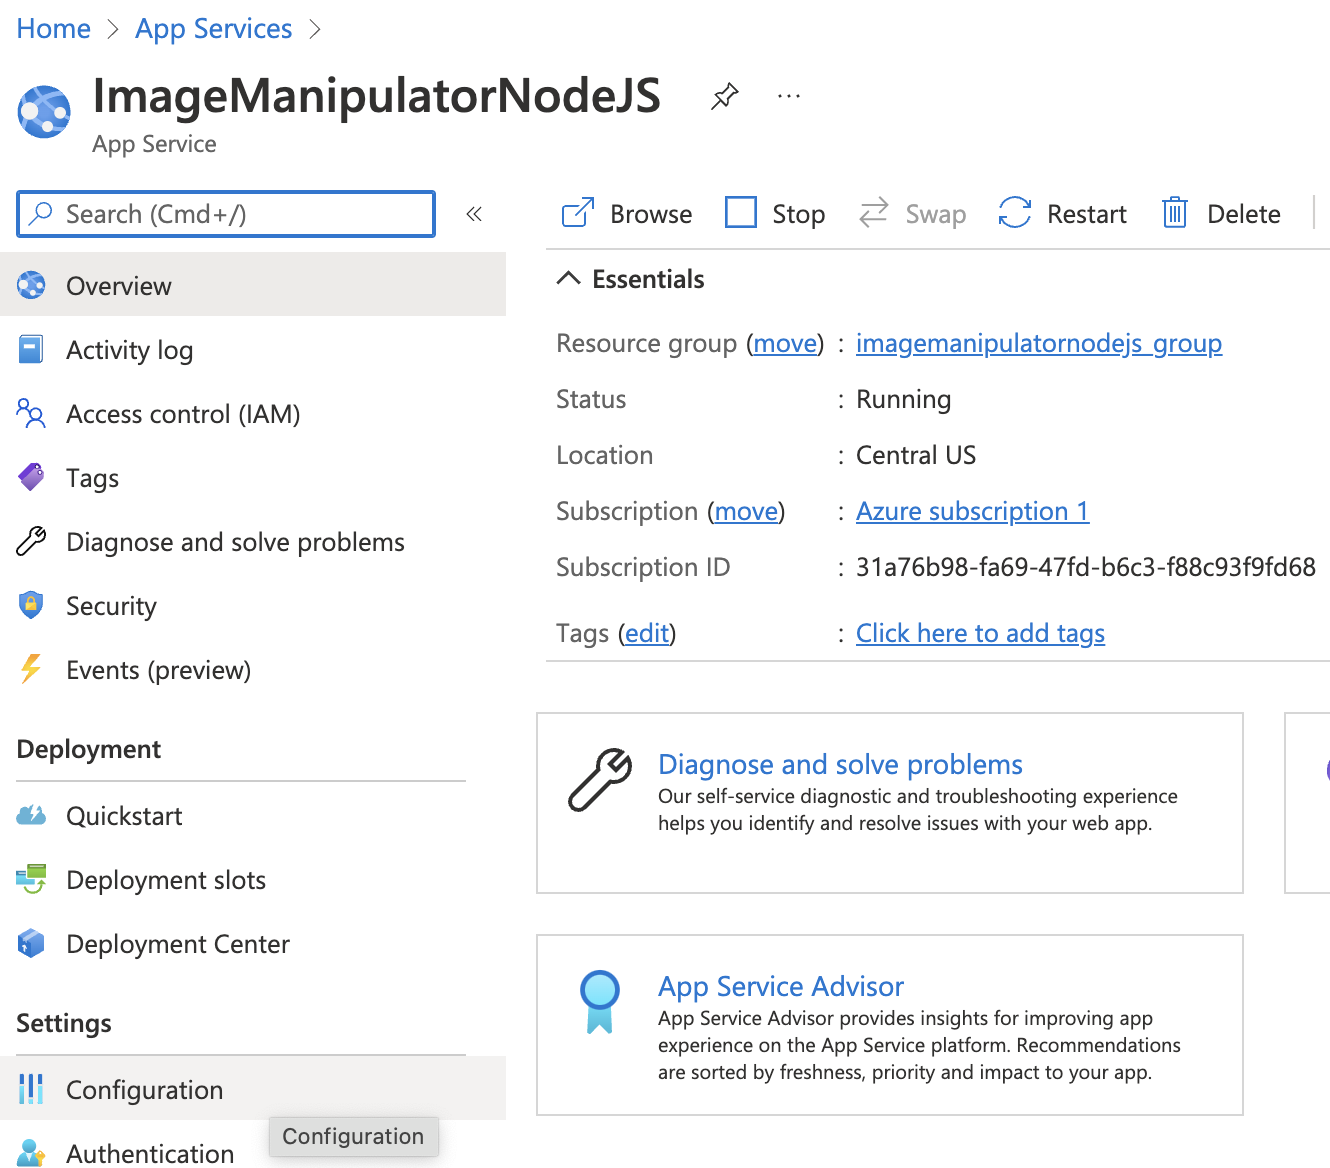 Home > App Services >
ImageManipulatorNodeJS
...
App Service
Search (Cmd+/)
«
Overview
Activity log
Access control (IAM)
Tags
Diagnose and solve problems
Security
Events (preview)
Deployment
Quickstart
Deployment slots
Deployment Center
Settings
Configuration
Configuration
Authentication
Browse Stop Swap Restart Delete
Essentials
Resource group (move) : imagemanipulatornodejs_group
Status : Running
Location : Central US
Subscription (move) : Azure subscription 1
Subscription ID : 31a76b98-fa69-47fd-b6c3-f88c93f9fd68
Tags (edit) : Click here to add tags
Diagnose and solve problems
Our self-service diagnostic and troubleshooting experience
helps you identify and resolve issues with your web app.
App Service Advisor
App Service Advisor provides insights for improving app
experience on the App Service platform. Recommendations
are sorted by freshness, priority and impact to your app.